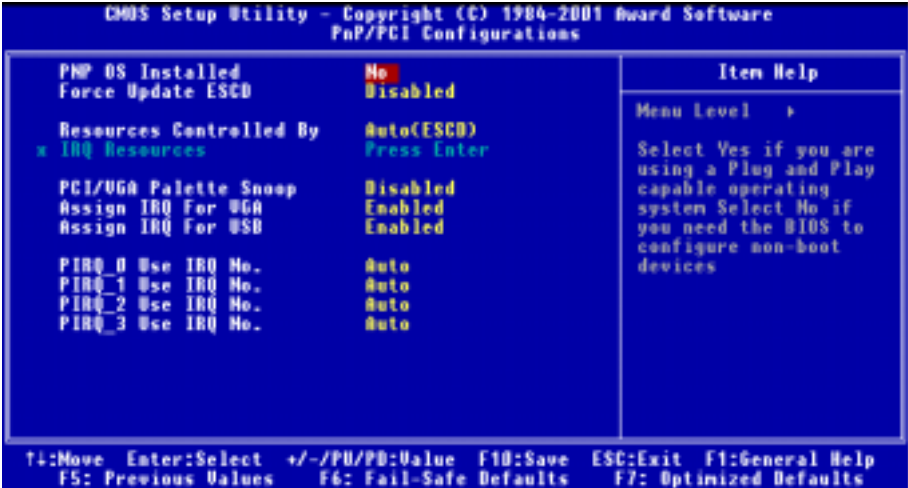 CMOS Setup Utility - Copyright (C) 1984-2001 Award Software
PnP/PCI Configurations
PNP OS Installed No
Force Update ESCD Disabled
Resources Controlled By Auto(ESCD)
x IRQ Resources Press Enter
PCI/VGA Palette Snoop Disabled
Assign IRQ For VGA Enabled
Assign IRQ For USB Enabled
PIRQ_0 Use IRQ No. Auto
PIRQ_1 Use IRQ No. Auto
PIRQ_2 Use IRQ No. Auto
PIRQ_3 Use IRQ No. Auto
Item Help
Menu Level ▸
Select Yes if you are
using a Plug and Play
capable operating
system Select No if
you need the BIOS to
configure non-boot
devices
↑↓:Move Enter:Select +/-/PU/PD:Value F10:Save ESC:Exit F1:General Help
F5: Previous Values F6: Fail-Safe Defaults F7: Optimized Defaults